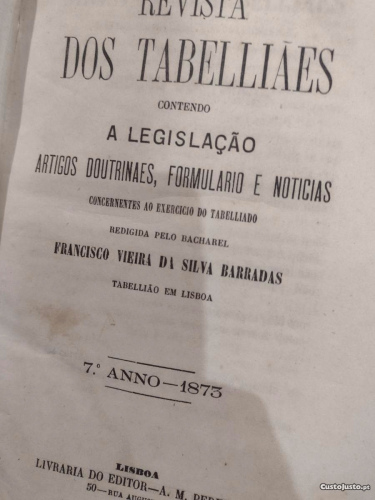 REVISTA
DOS TABELLIÃES
CONTENDO
A LEGISLAÇÃO
ARTIGOS DOUTRINAES, FORMULARIO E NOTICIAS
CONCERNENTES AO EXERCICIO DO TABELLIADO
REDIGIDA PELO BACHAREL
FRANCISCO VIEIRA DA SILVA BARRADAS
TABELLIÃO EM LISBOA
7.º ANNO—1873
LISBOA
LIVRARIA DO EDITOR—A. M.
50—RUA
CustoJusto.pt